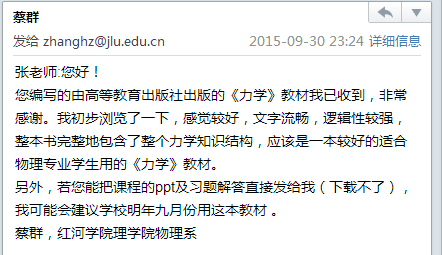 蔡群
发给 zhanghz@jlu.edu.cn 2015-09-30 23:24 详细信息
张老师:您好！
您编写的由高等教育出版社出版的《力学》教材我已收到，非常
感谢。我初步浏览了一下，感觉较好，文字流畅，逻辑性较强，
整本书完整地包含了整个力学知识结构，应该是一本较好的适合
物理专业学生用的《力学》教材。
另外，若您能把课程的ppt及习题解答直接发给我（下载不了），
我可能会建议学校明年九月份用这本教材 。
蔡群，红河学院理学院物理系